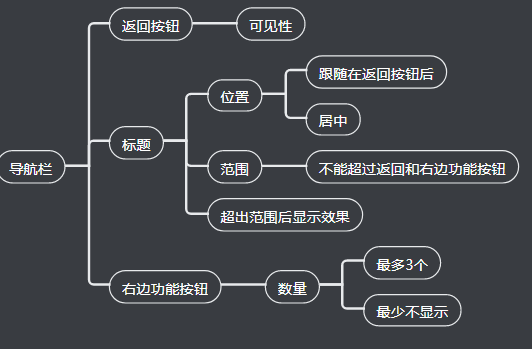 导航栏
返回按钮
可见性
标题
位置
跟随在返回按钮后
居中
范围
不能超过返回和右边功能按钮
超出范围后显示效果
右边功能按钮
数量
最多3个
最少不显示